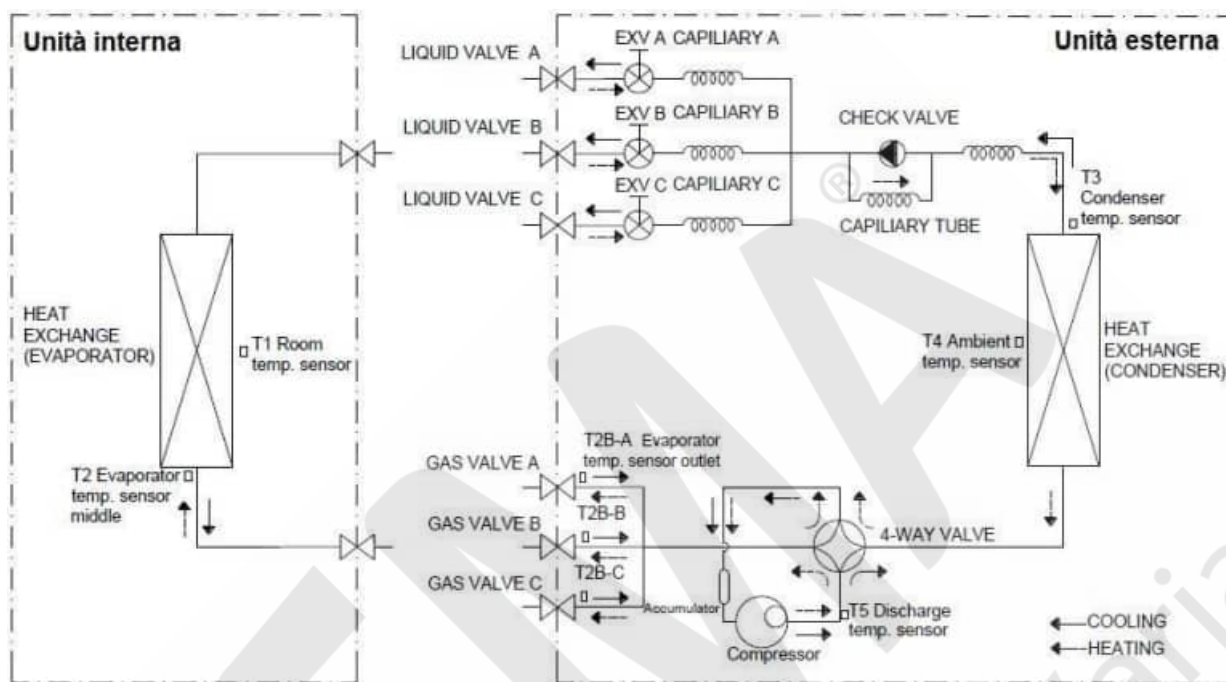 Unità interna
Unità esterna
LIQUID VALVE A
EXV A CAPILIARY A
LIQUID VALVE B
EXV B CAPILIARY B
LIQUID VALVE C
EXV C CAPILIARY C
CHECK VALVE
CAPILIARY TUBE
T3
Condenser
temp. sensor
®
HEAT
EXCHANGE
(EVAPORATOR)
T1 Room
temp. sensor
T4 Ambient
temp. sensor
HEAT
EXCHANGE
(CONDENSER)
T2 Evaporator
temp. sensor
middle
GAS VALVE A
T2B-A Evaporator
temp. sensor outlet
GAS VALVE B
T2B-B
GAS VALVE C
T2B-C
4-WAY VALVE
Accumulator
Compressor
T5 Discharge
temp. sensor
COOLING
HEATING